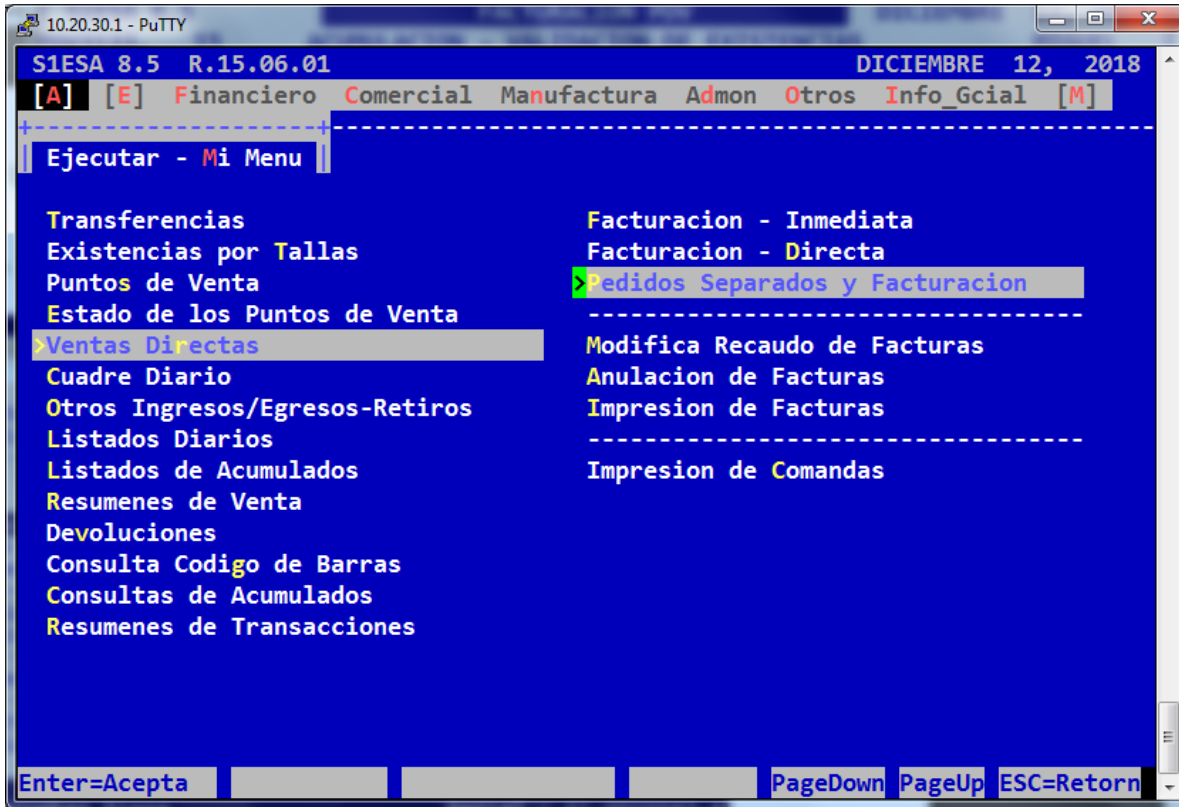 10.20.30.1 - PuTTY
S1ESA 8.5 R.15.06.01 DICIEMBRE 12, 2018
[A] [E] Financiero Comercial Manufactura Admon Otros Info_Gcial [M]
Ejecutar - Mi Menu
Transferencias
Existencias por Tallas
Puntos de Venta
Estado de los Puntos de Venta
>Ventas Directas
Cuadre Diario
Otros Ingresos/Egresos-Retiros
Listados Diarios
Listados de Acumulados
Resumenes de Venta
Devoluciones
Consulta Codigo de Barras
Consultas de Acumulados
Resumenes de Transacciones
Facturacion - Inmediata
Facturacion - Directa
>Pedidos Separados y Facturacion
Modifica Recaudo de Facturas
Anulacion de Facturas
Impresion de Facturas
Impresion de Comandas
Enter=Acepta PageDown PageUp ESC=Retorn